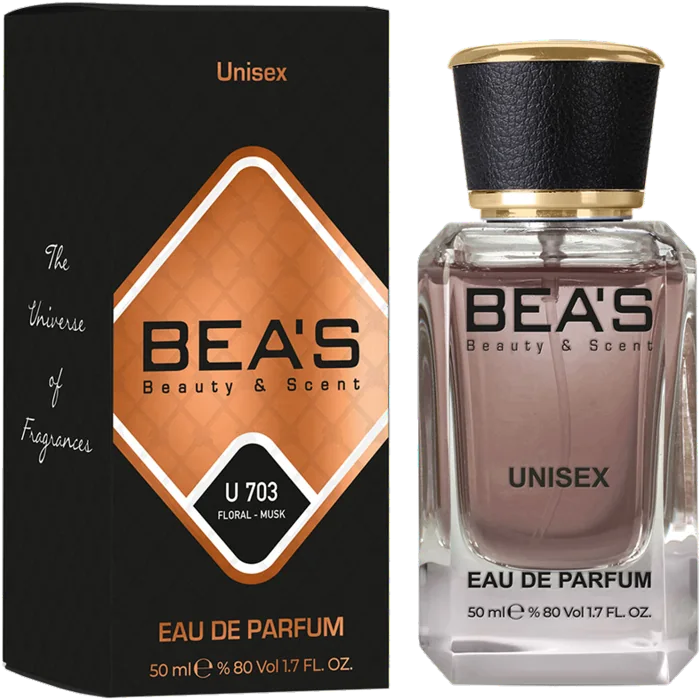 Unisex
The
Universe
of
Fragrances
BEA'S
Beauty & Scent
U 703
FLORAL - MUSK
EAU DE PARFUM
50 ml ℮ % 80 Vol 1.7 FL. OZ.
BEA'S
Beauty & Scent
UNISEX
EAU DE PARFUM
50 ml ℮ % 80 Vol 1.7 FL. OZ.